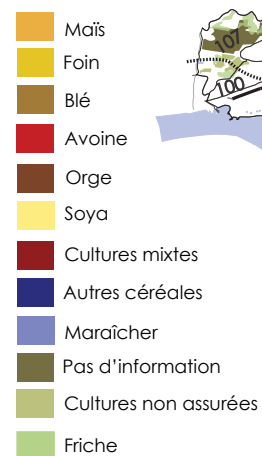 Maïs
107
Foin
100
Blé
Avoine
Orge
Soya
Cultures mixtes
Autres céréales
Maraîcher
Pas d'information
Cultures non assurées
Friche